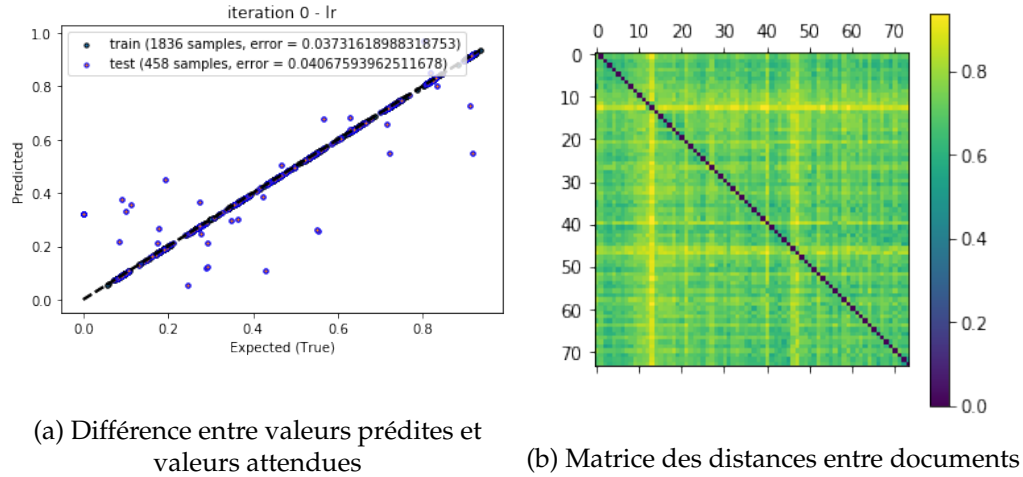 iteration 0 - lr
train (1836 samples, error = 0.03731618988318753)
test (458 samples, error = 0.04067593962511678)
1.0
0.8
0.6
0.4
0.2
0.0
Predicted
0.0 0.2 0.4 0.6 0.8
Expected (True)
0 10 20 30 40 50 60 70
0
10
20
30
40
50
60
70
0.8
0.6
0.4
0.2
0.0
(a) Différence entre valeurs prédites et
valeurs attendues
(b) Matrice des distances entre documents